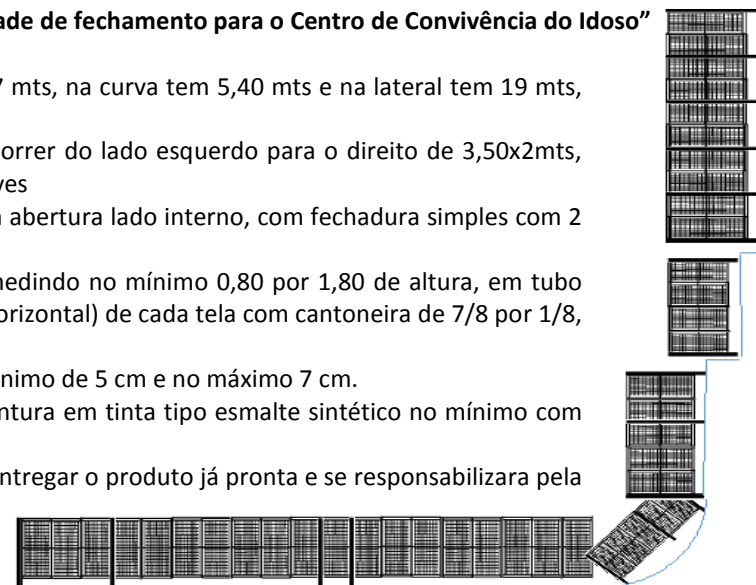 ade de fechamento para o Centro de Convivência do Idoso”
7 mts, na curva tem 5,40 mts e na lateral tem 19 mts,
orrer do lado esquerdo para o direito de 3,50x2mts,
ves
abertura lado interno, com fechadura simples com 2
nedindo no mínimo 0,80 por 1,80 de altura, em tubo
orizontal) de cada tela com cantoneira de 7/8 por 1/8,
nimo de 5 cm e no máximo 7 cm.
ntura em tinta tipo esmalte sintético no mínimo com
entregar o produto já pronta e se responsabilizara pela